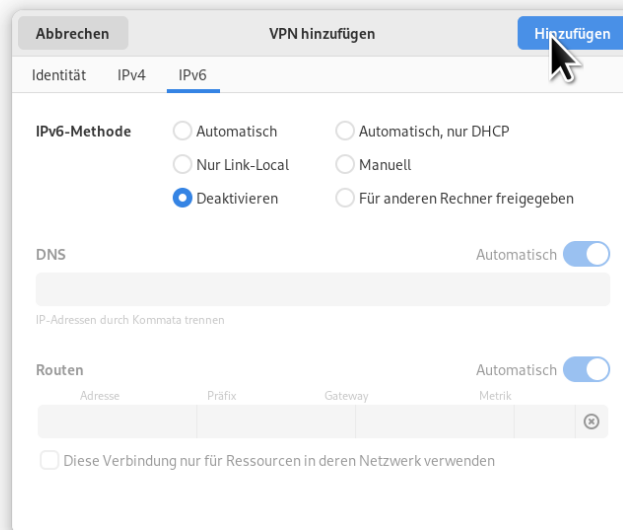 Abbrechen VPN hinzufügen Hinzufügen
Identität IPv4 IPv6
IPv6-Methode Automatisch Automatisch, nur DHCP
Nur Link-Local Manuell
Deaktivieren Für anderen Rechner freigegeben
DNS Automatisch
IP-Adressen durch Kommata trennen
Routen Automatisch
Adresse Präfix Gateway Metrik
Diese Verbindung nur für Ressourcen in deren Netzwerk verwenden